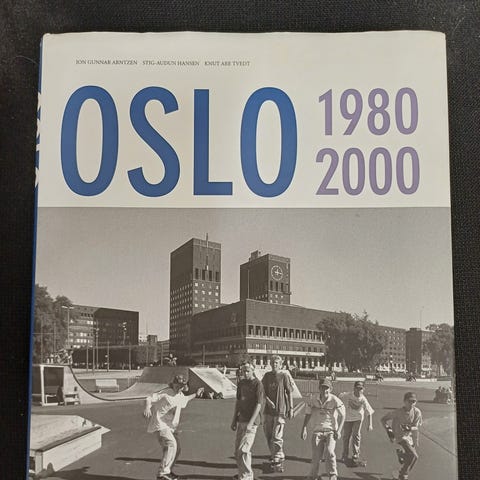 JON GUNNAR ARNTZEN STIG-AUDUN HANSEN KNUT ARE TVEDT
OSLO
1980
2000